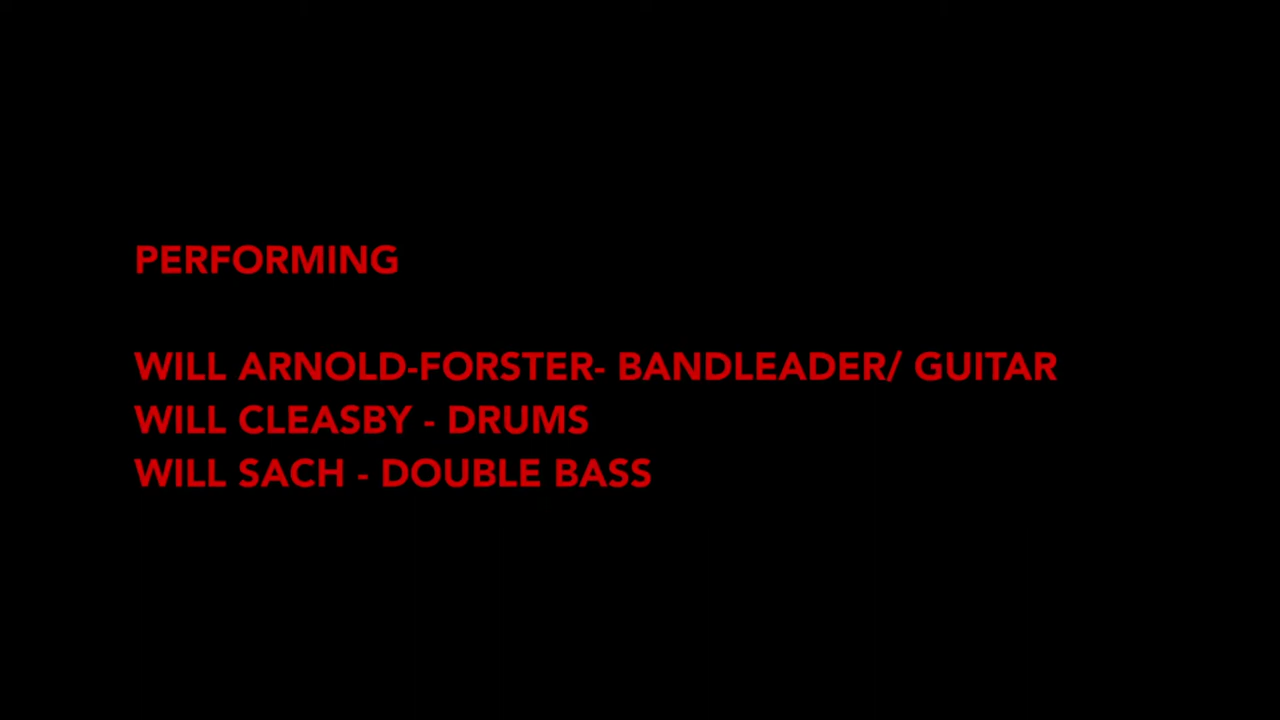 PERFORMING
WILL ARNOLD-FORSTER- BANDLEADER/ GUITAR
WILL CLEASBY - DRUMS
WILL SACH - DOUBLE BASS